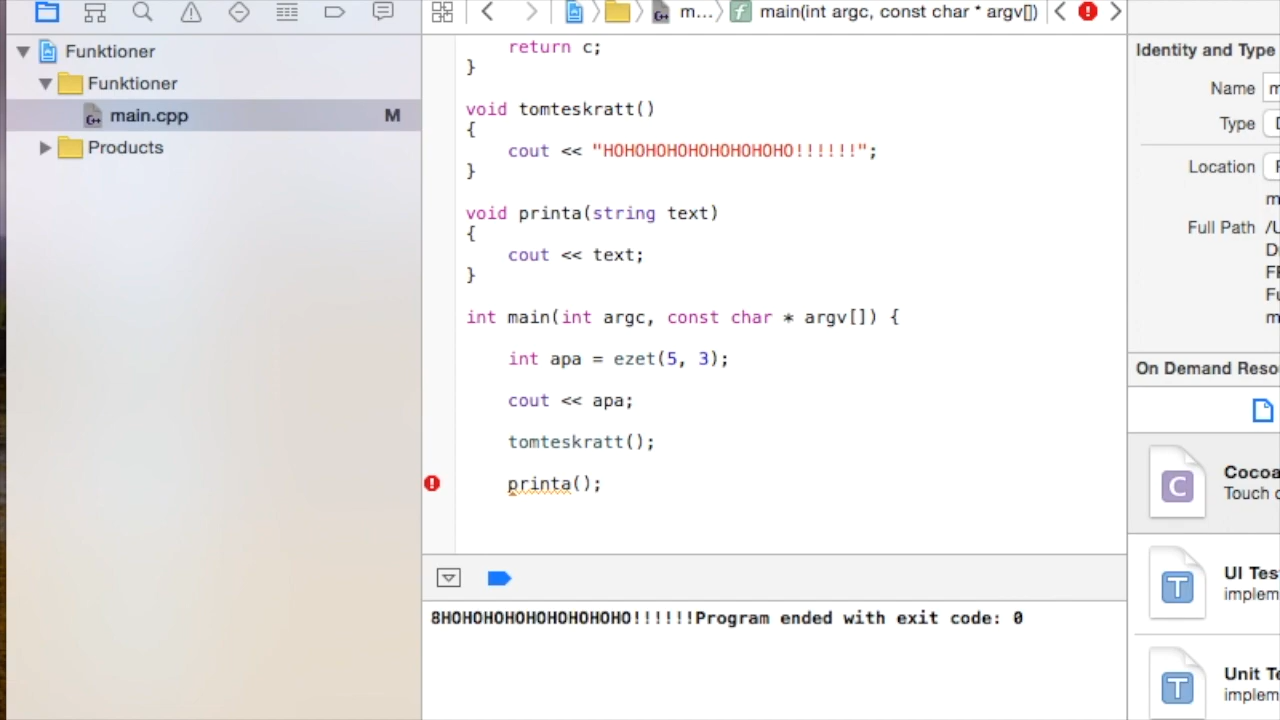 m... main(int argc, const char * argv[])
Funktioner
Funktioner
main.cpp M
Products
return c;
}
void tomteskratt()
{
cout << "HOHOHOHOHOHOHOHOHO!!!!!!";
}
void printa(string text)
{
cout << text;
}
int main(int argc, const char * argv[]) {
int apa = ezet(5, 3);
cout << apa;
tomteskratt();
printa();
8HOHOHOHOHOHOHOHOHO!!!!!!Program ended with exit code: 0
Identity and Type
Name m
Type
Location
m
Full Path /U
D
FF
Fu
m
On Demand Reso
C Cocoa
Touch c
T UI Tes
implem
T Unit Te
implem